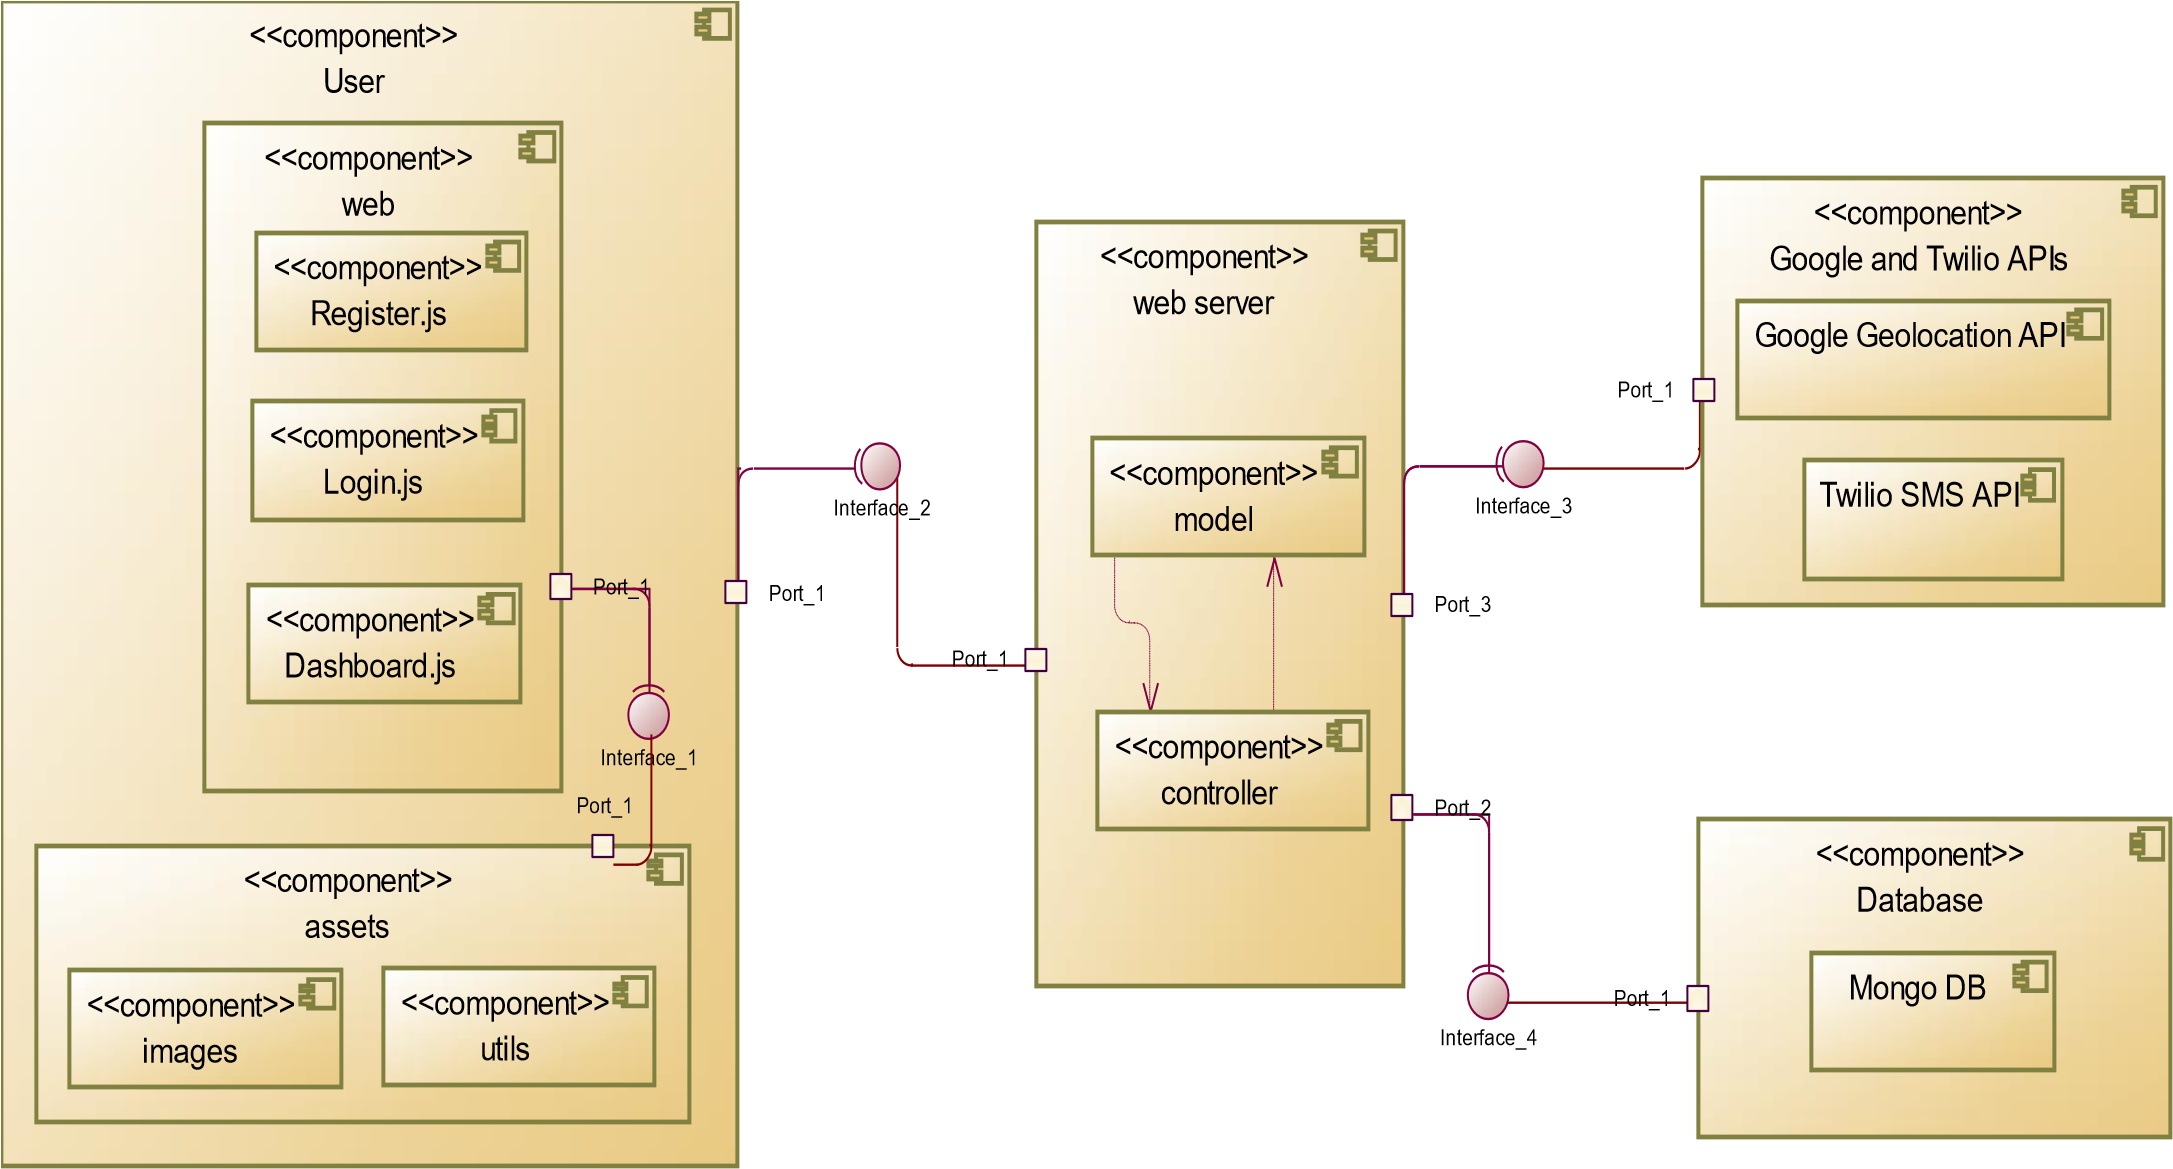 <<component>>
User
<<component>>
web
<<component>>
Register.js
<<component>>
Login.js
<<component>>
Dashboard.js
Port_1
Interface_1
Port_1
<<component>>
assets
<<component>>
images
<<component>>
utils
Port_1
Interface_2
Port_1
<<component>>
web server
<<component>>
model
<<component>>
controller
Port_3
Interface_3
Port_1
<<component>>
Google and Twilio APIs
Google Geolocation API
Twilio SMS API
Port_2
Interface_4
Port_1
<<component>>
Database
Mongo DB